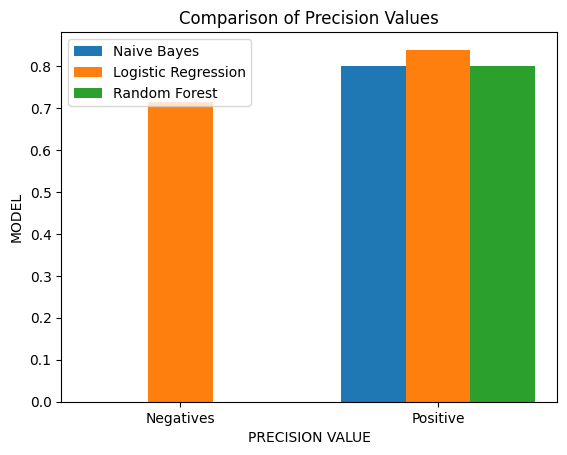 Comparison of Precision Values
Naive Bayes
Logistic Regression
Random Forest
MODEL
0.8
0.7
0.6
0.5
0.4
0.3
0.2
0.1
0.0
Negatives
Positive
PRECISION VALUE